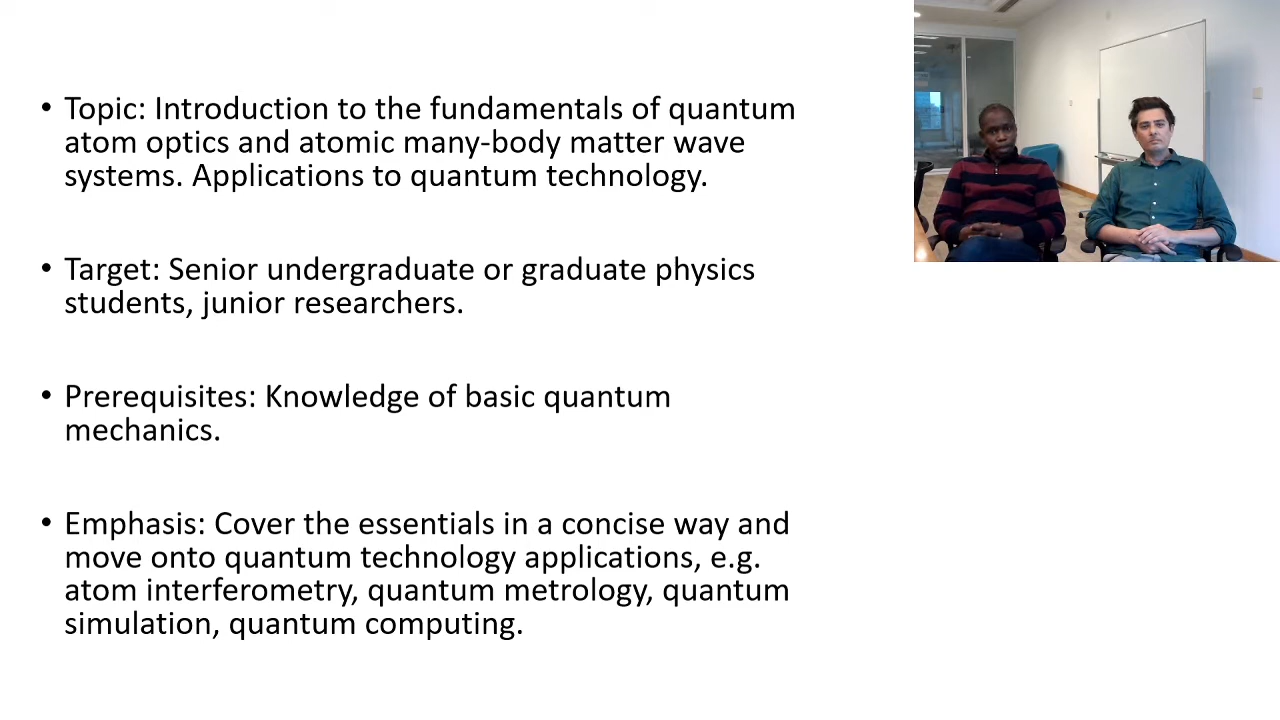 • Topic: Introduction to the fundamentals of quantum
atom optics and atomic many-body matter wave
systems. Applications to quantum technology.
• Target: Senior undergraduate or graduate physics
students, junior researchers.
• Prerequisites: Knowledge of basic quantum
mechanics.
• Emphasis: Cover the essentials in a concise way and
move onto quantum technology applications, e.g.
atom interferometry, quantum metrology, quantum
simulation, quantum computing.